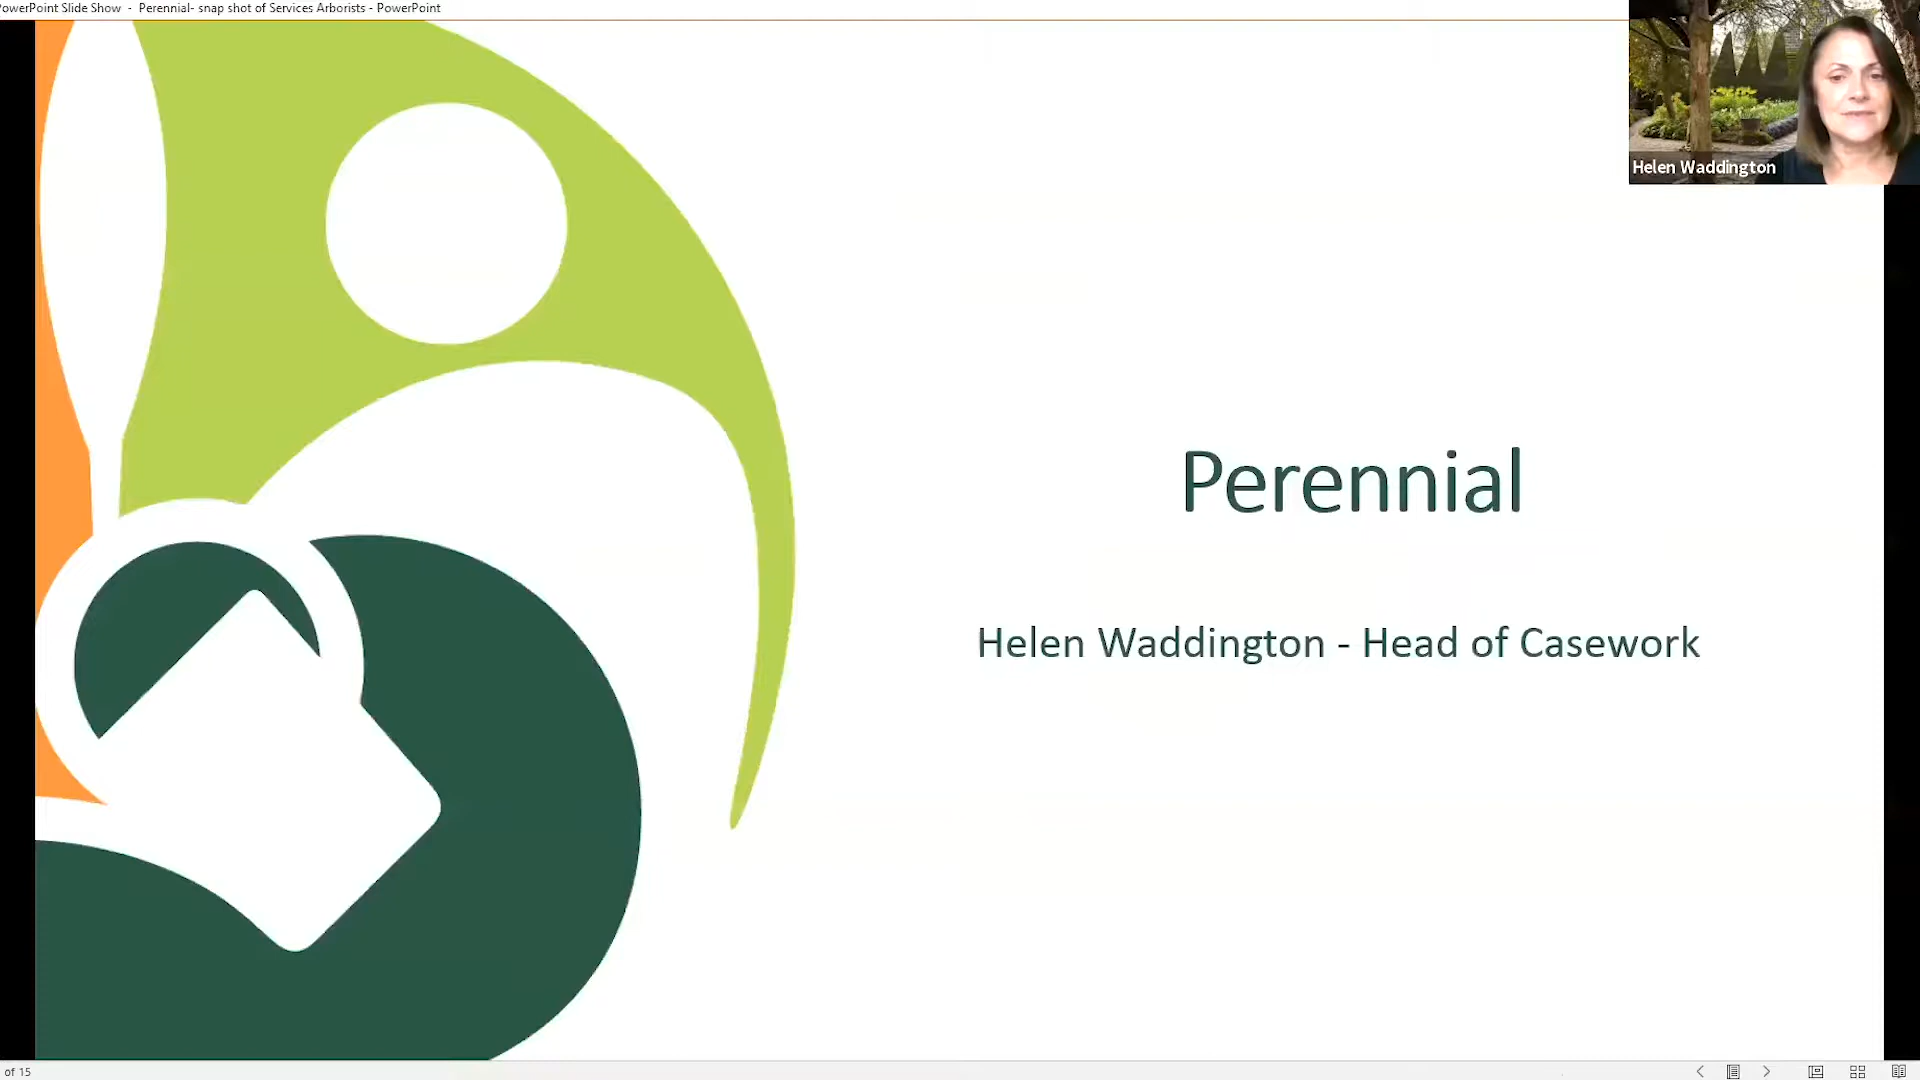 PowerPoint Slide Show - Perennial- snap shot of Services Arborists - PowerPoint
Helen Waddington
Perennial
Helen Waddington - Head of Casework
of 15